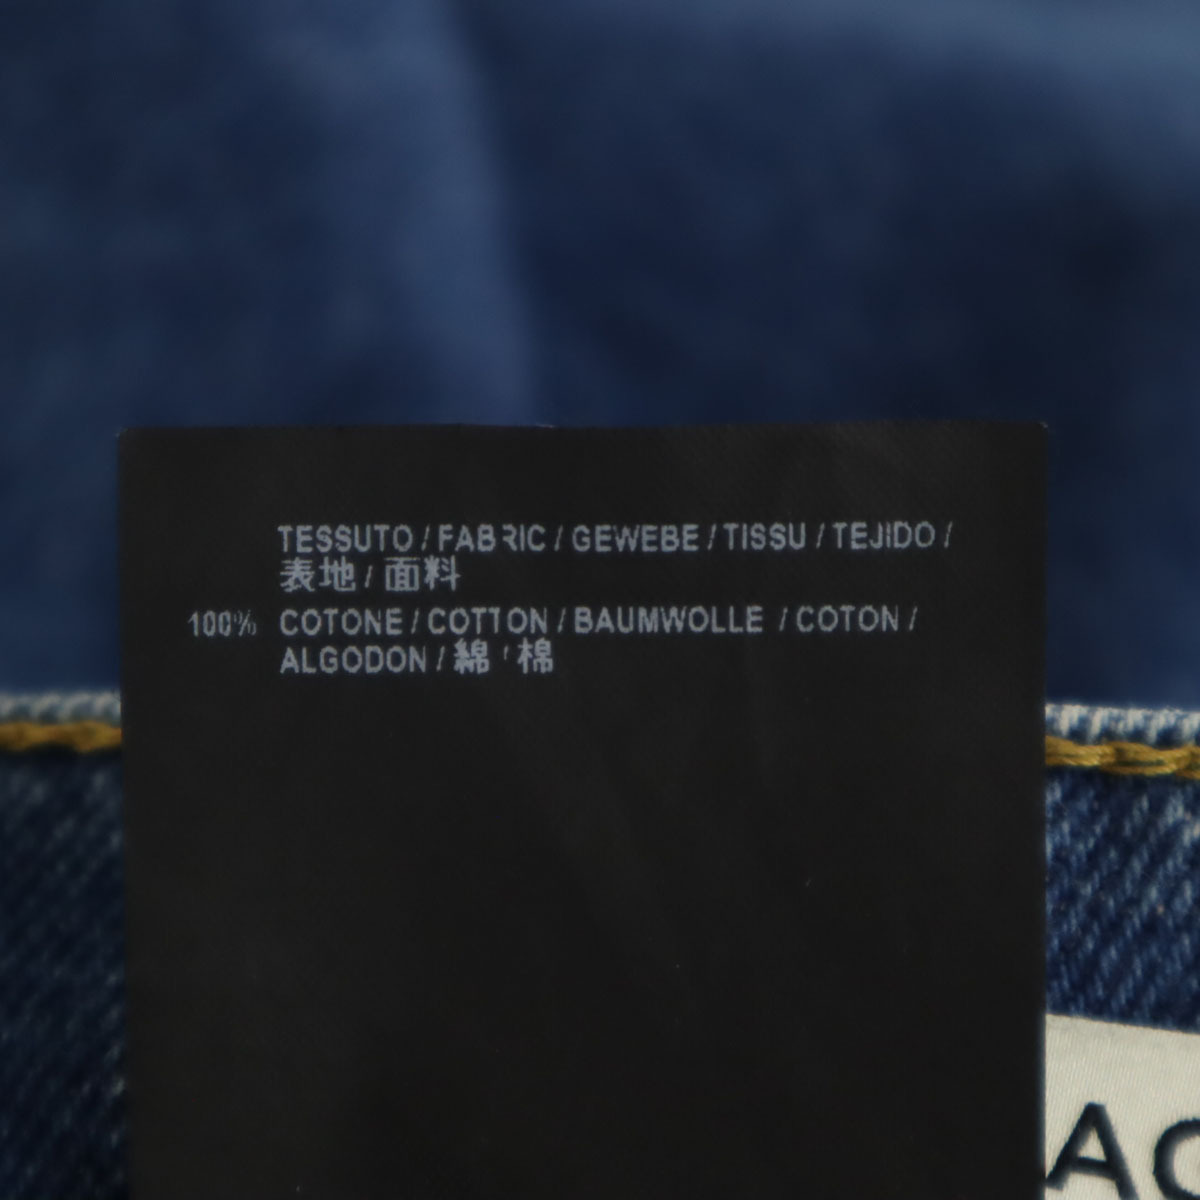 TESSUTO / FABRIC / GEWEBE / TISSU / TEJIDO /
表地 / 面料
100% COTONE / COTTON / BAUMWOLLE / COTON /
ALGODON / 綿 / 棉